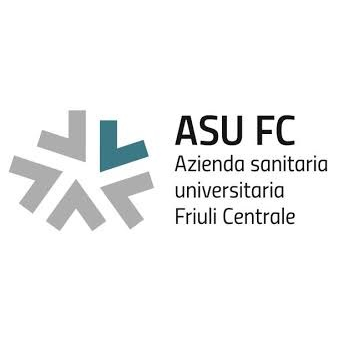 ASU FC
Azienda sanitaria
universitaria
Friuli Centrale